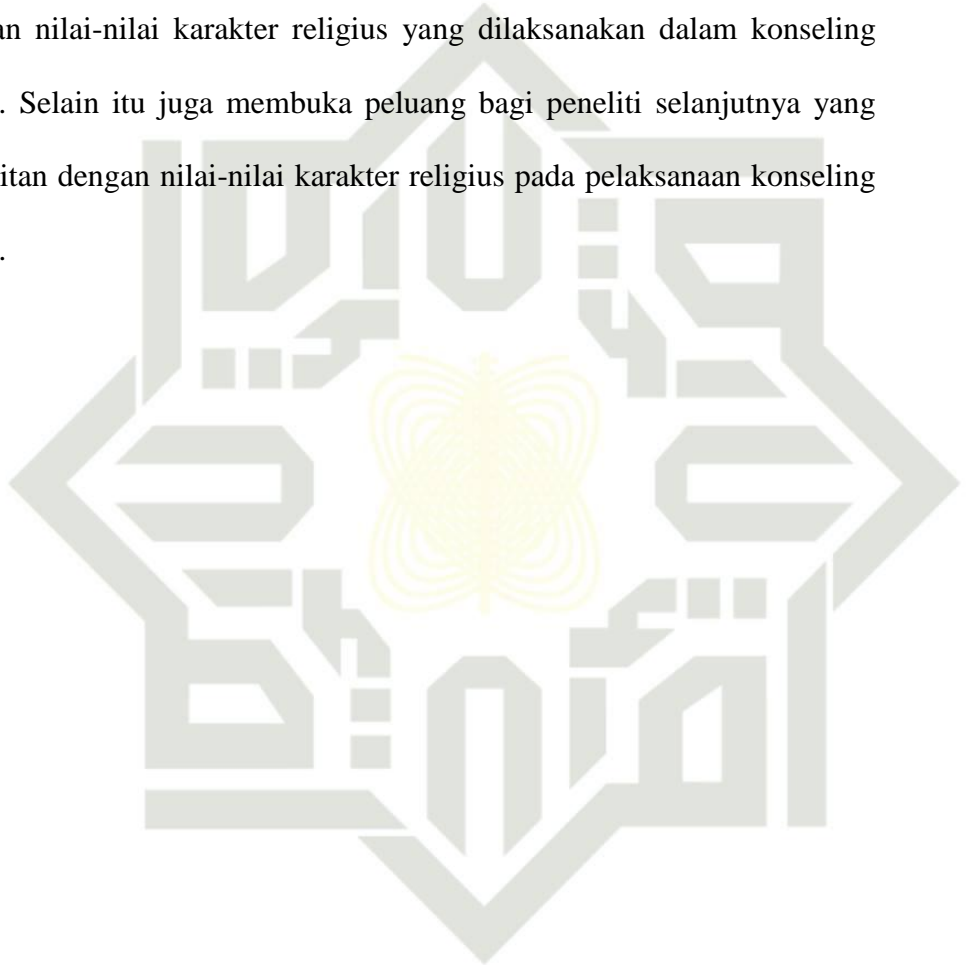 an nilai-nilai karakter religius yang dilaksanakan dalam konseling
. Selain itu juga membuka peluang bagi peneliti selanjutnya yang
itan dengan nilai-nilai karakter religius pada pelaksanaan konseling
.